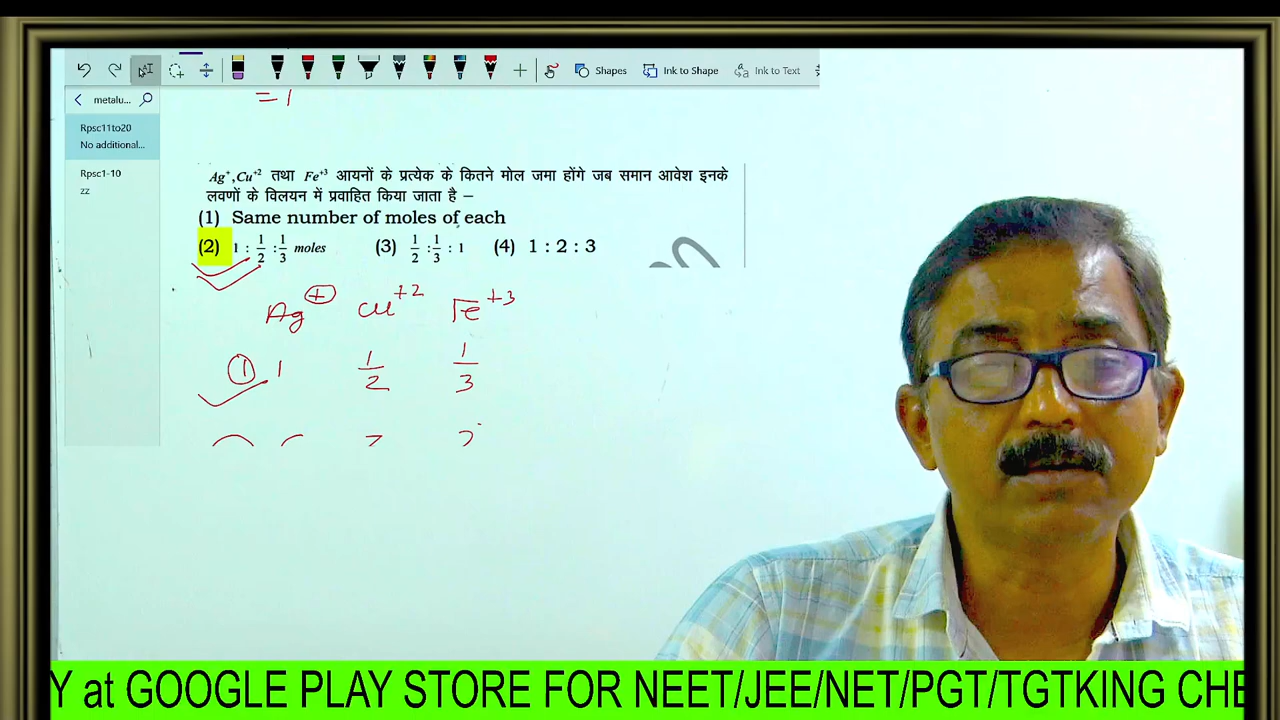 Shapes Ink to Shape Ink to Text
= 1
metalu...
Rpsc11to20
No additional...
Rpsc1-10
zz
Ag⁺,Cu⁺² तथा Fe⁺³ आयनों के प्रत्येक के कितने मोल जमा होंगे जब समान आवेश इनके
लवणों के विलयन में प्रवाहित किया जाता है –
(1) Same number of moles of each
(2) 1 : 1/2 : 1/3 moles (3) 1/2 : 1/3 : 1 (4) 1 : 2 : 3
Ag⁺ Cu⁺² Fe⁺³
1 1 1/2 1/3
Y at GOOGLE PLAY STORE FOR NEET/JEE/NET/PGT/TGTKING CHE